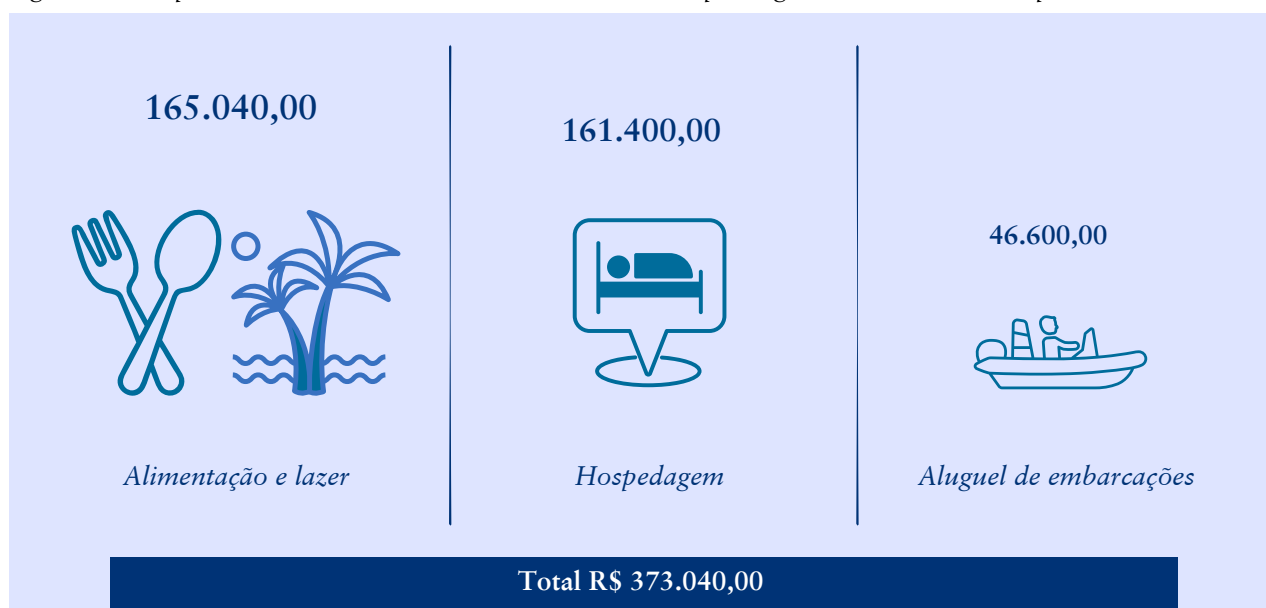 165.040,00
161.400,00
46.600,00
Alimentação e lazer
Hospedagem
Aluguel de embarcações
Total R$ 373.040,00